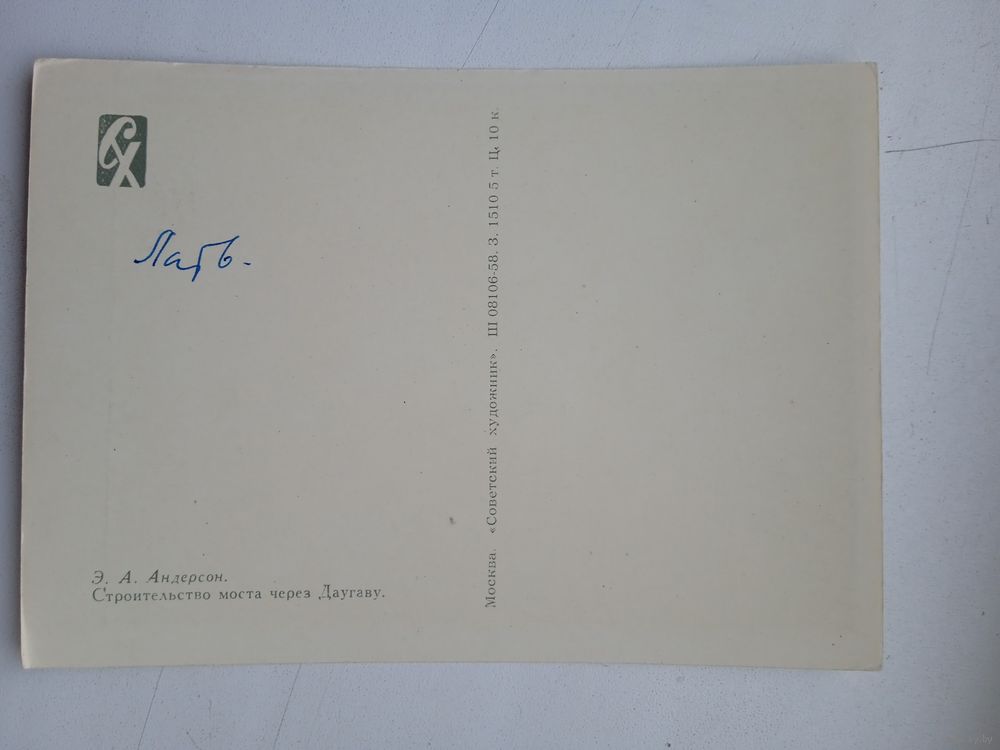 СХ
Латв.
Э. А. Андерсон.
Строительство моста через Даугаву.
Москва. «Советский художник». Ш 08106-58. З. 1510 5 т. Ц. 10 к.